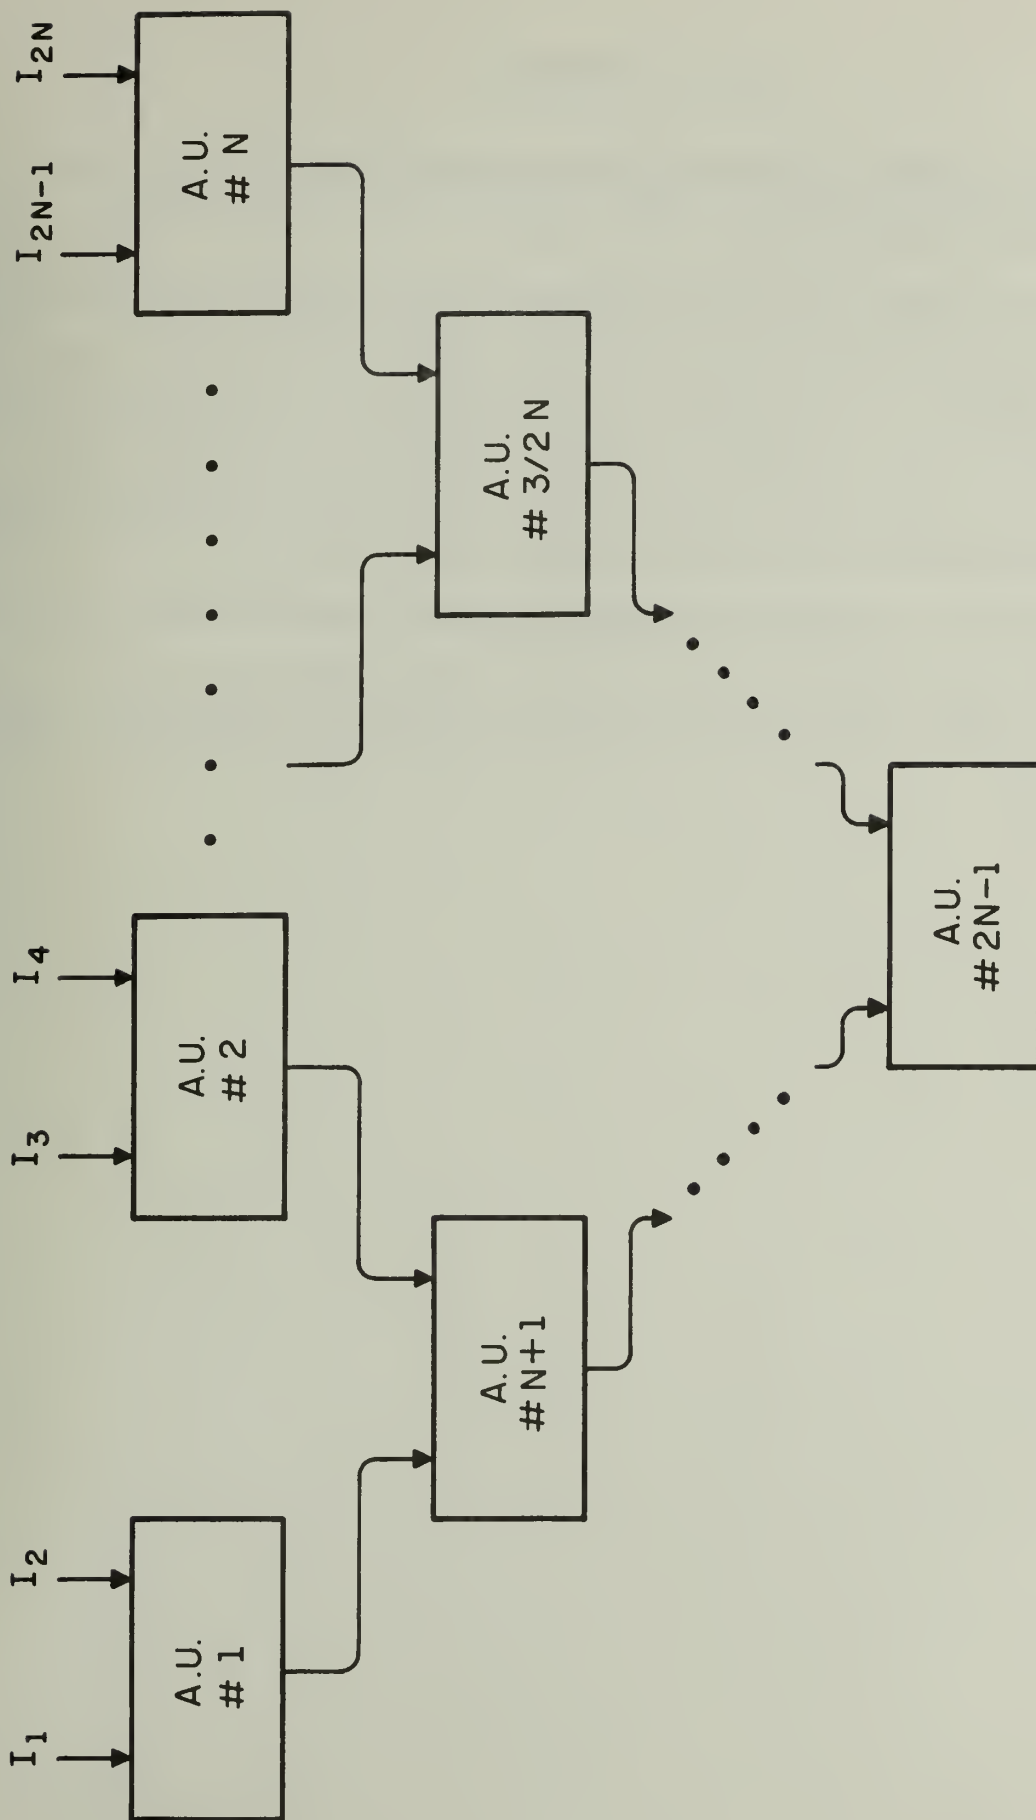 I1
I2
I3
I4
I2N-1
I2N
A.U.
# 1
A.U.
# 2
A.U.
# N
A.U.
# N+1
A.U.
# 3/2 N
A.U.
# 2N-1